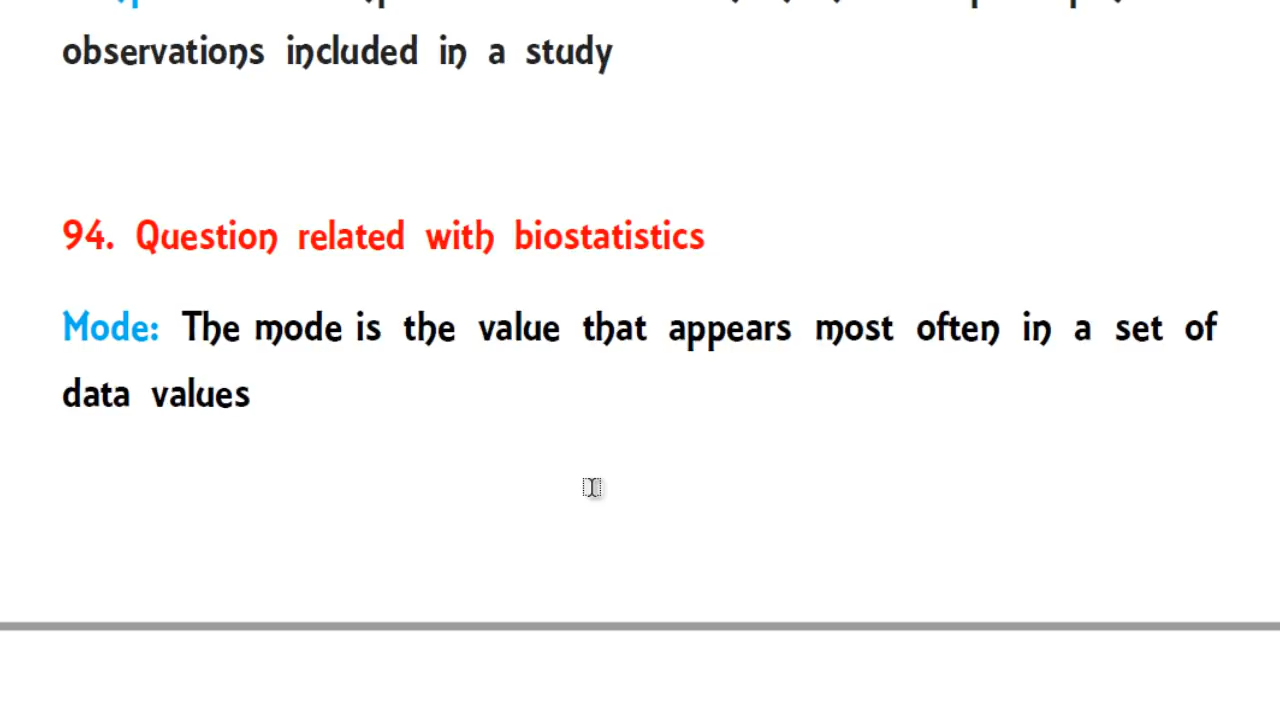 observations included in a study
94. Question related with biostatistics
Mode: The mode is the value that appears most often in a set of
data values